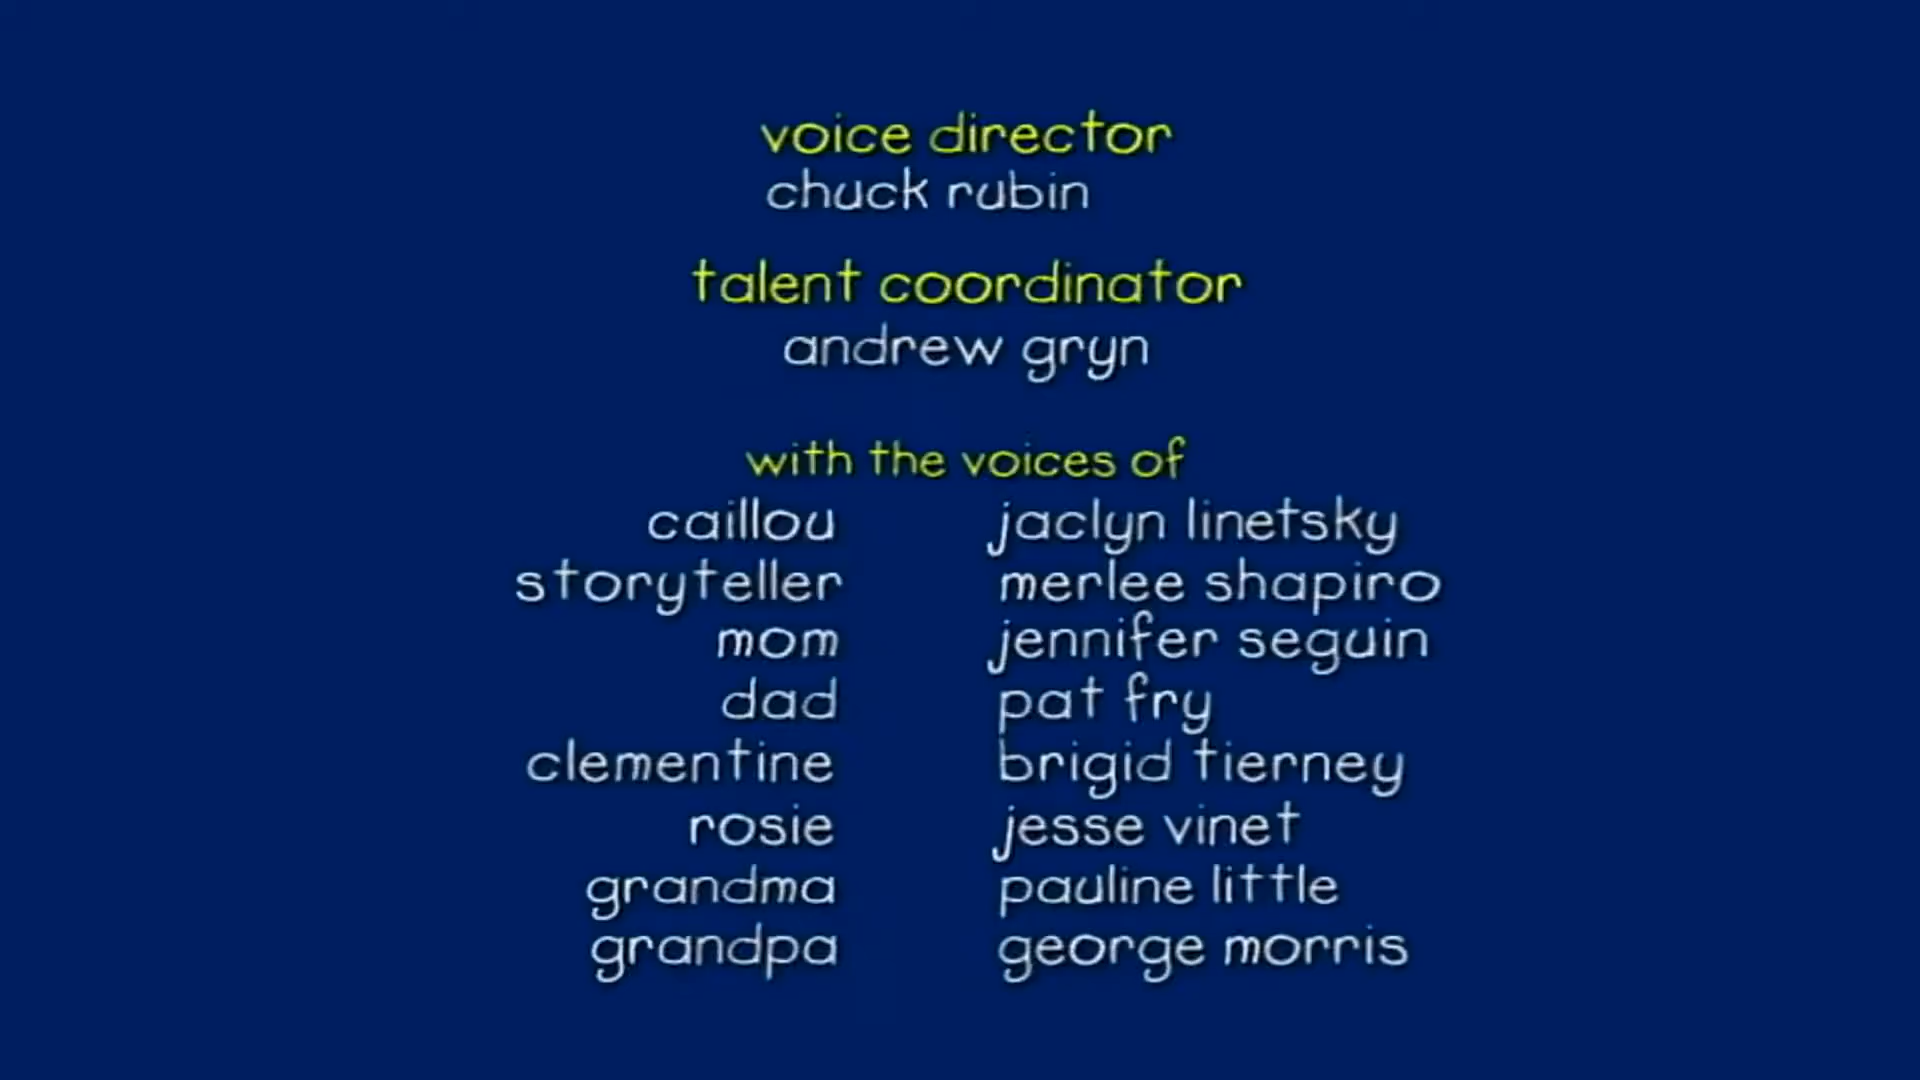 voice director
chuck rubin
talent coordinator
andrew gryn
with the voices of
caillou jaclyn linetsky
storyteller merlee shapiro
mom jennifer seguin
dad pat fry
clementine brigid tierney
rosie jesse vinet
grandma pauline little
grandpa george morris